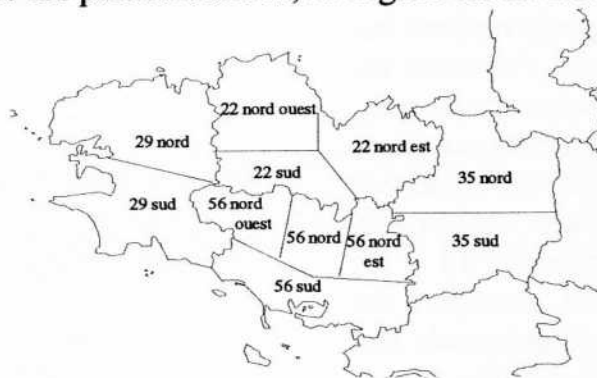 22 nord ouest
29 nord
22 nord est
22 sud
35 nord
29 sud
56 nord
ouest
56 nord
56 nord
est
35 sud
56 sud